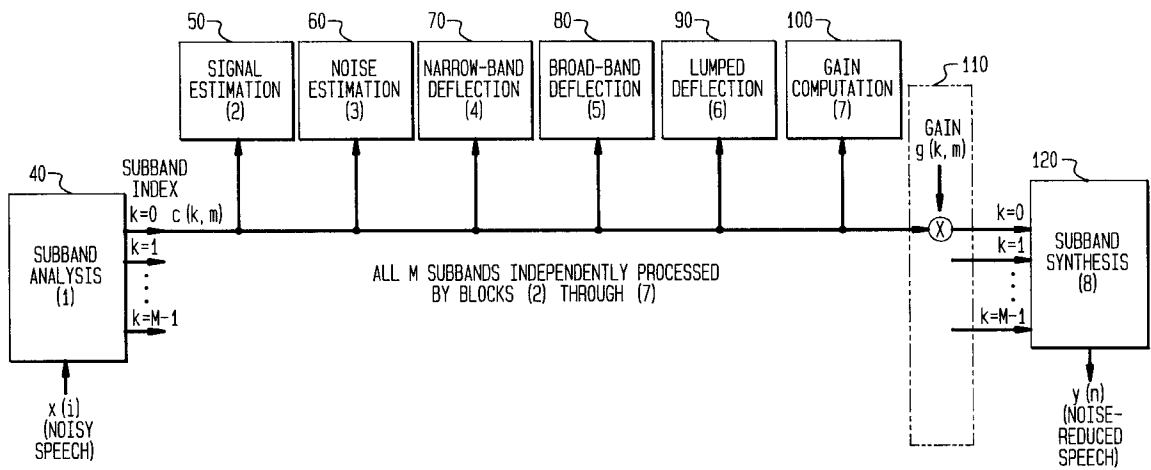 50
60
70
80
90
100
110
SIGNAL
ESTIMATION
(2)
NOISE
ESTIMATION
(3)
NARROW-BAND
DEFLECTION
(4)
BROAD-BAND
DEFLECTION
(5)
LUMPED
DEFLECTION
(6)
GAIN
COMPUTATION
(7)
GAIN
g(k,m)
40
SUBBAND
INDEX
120
k=0 c(k,m)
k=1
k=M-1
SUBBAND
ANALYSIS
(1)
ALL M SUBBANDS INDEPENDENTLY PROCESSED
BY BLOCKS (2) THROUGH (7)
X
k=0
k=1
k=M-1
SUBBAND
SYNTHESIS
(8)
x(i)
(NOISY
SPEECH)
y(n)
(NOISE-
REDUCED
SPEECH)